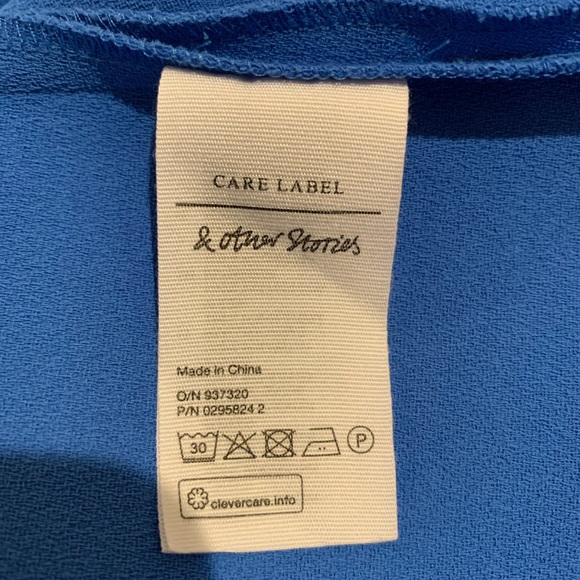 CARE LABEL
& other Stories
Made in China
O/N 937320
P/N 0295824 2
30 P
clevercare.info